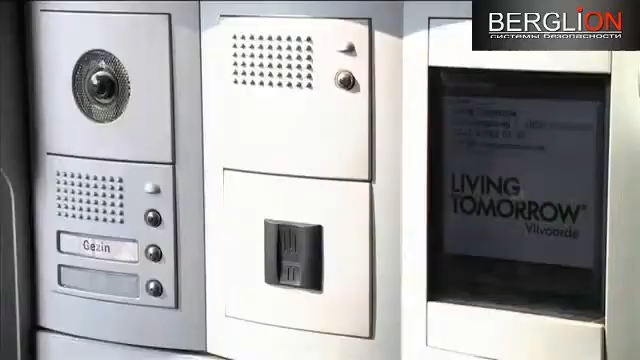 BERGLiON
системы безопасности
Gezin
LIVING
TOMORROW®
Vilvoorde